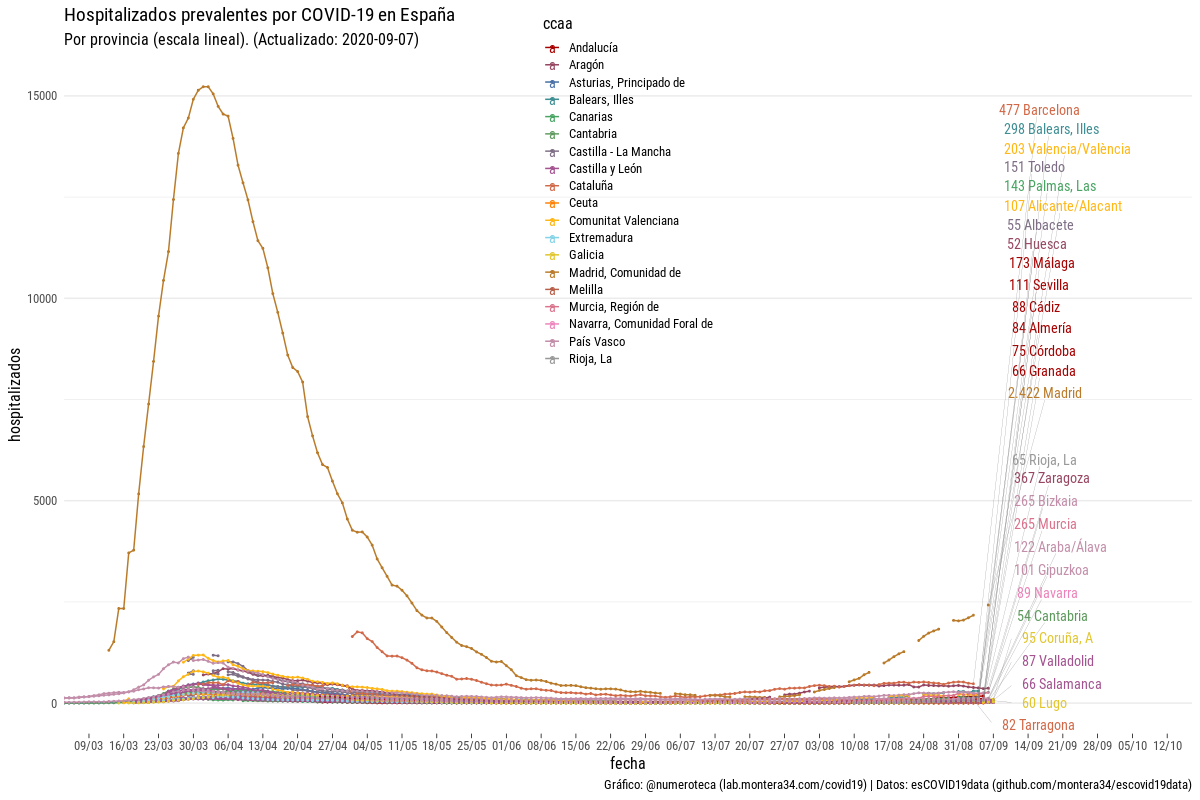 Hospitalizados prevalentes por COVID-19 en España
Por provincia (escala lineal). (Actualizado: 2020-09-07)
ccaa
Andalucía
Aragón
Asturias, Principado de
Balears, Illes
Canarias
Cantabria
Castilla - La Mancha
Castilla y León
Cataluña
Ceuta
Comunitat Valenciana
Extremadura
Galicia
Madrid, Comunidad de
Melilla
Murcia, Región de
Navarra, Comunidad Foral de
País Vasco
Rioja, La
hospitalizados
15000
10000
5000
0
477 Barcelona
298 Balears, Illes
203 Valencia/València
151 Toledo
143 Palmas, Las
107 Alicante/Alacant
55 Albacete
52 Huesca
173 Málaga
111 Sevilla
88 Cádiz
84 Almería
75 Córdoba
66 Granada
2.422 Madrid
65 Rioja, La
367 Zaragoza
265 Bizkaia
265 Murcia
122 Araba/Álava
101 Gipuzkoa
89 Navarra
54 Cantabria
95 Coruña, A
87 Valladolid
66 Salamanca
60 Lugo
82 Tarragona
09/03 16/03 23/03 30/03 06/04 13/04 20/04 27/04 04/05 11/05 18/05 25/05 01/06 08/06 15/06 22/06 29/06 06/07 13/07 20/07 27/07 03/08 10/08 17/08 24/08 31/08 07/09 14/09 21/09 28/09 05/10 12/10
fecha
Gráfico: @numeroteca (lab.montera34.com/covid19) | Datos: esCOVID19data (github.com/montera34/escovid19data)